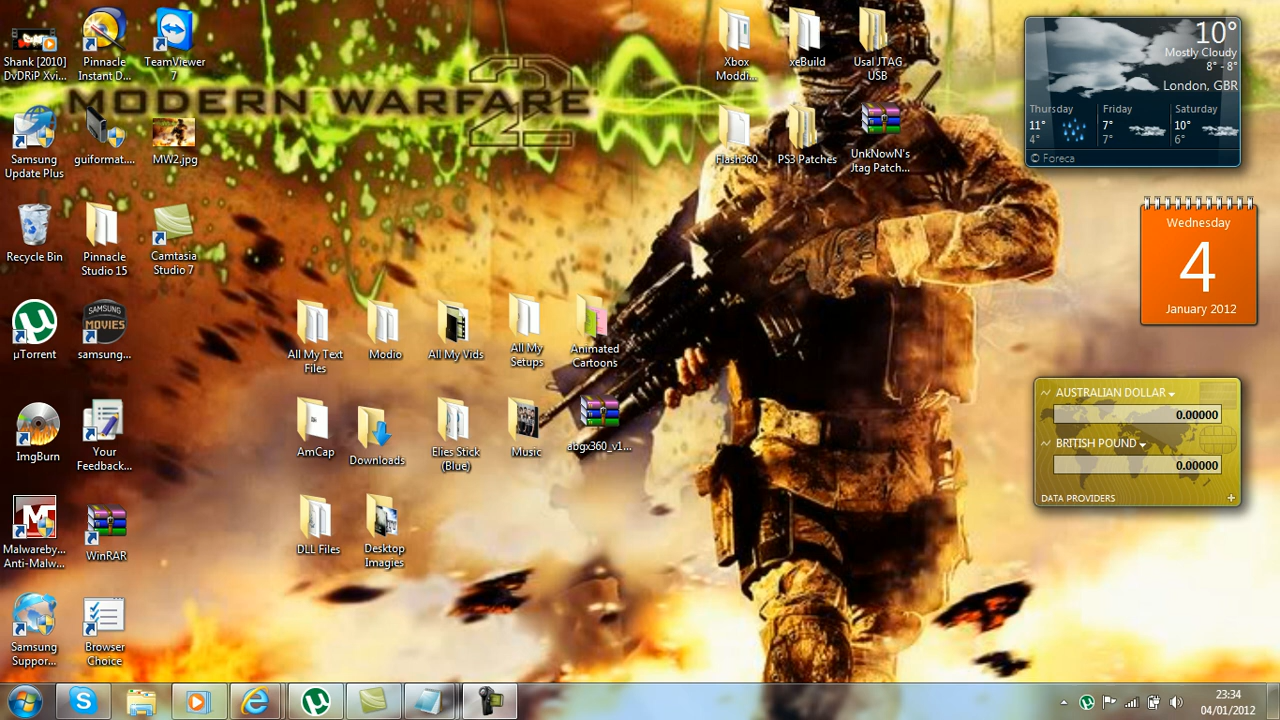 Shank [2010]
DvDRiP Xvi...
Pinnacle
Instant D...
TeamViewer
7
MODERN WARFARE
2
Samsung
Update Plus
guiformat....
MW2.jpg
Recycle Bin
Pinnacle
Studio 15
Camtasia
Studio 7
µTorrent
SAMSUNG
MOVIES
samsung...
ImgBurn
Your
Feedback...
Malwareby...
Anti-Malw...
WinRAR
Samsung
Suppor...
Browser
Choice
All My Text
Files
Modio
All My Vids
All My
Setups
Animated
Cartoons
AmCap
Downloads
Elies Stick
(Blue)
Music
abgx360_v1...
DLL Files
Desktop
Imagies
Xbox
Moddi...
xeBuild
Usal JTAG
USB
Flash360
PS3 Patches
UnkNowN's
Jtag Patch...
10°
Mostly Cloudy
8° - 8°
London, GBR
Thursday
11°
4°
Friday
7°
7°
Saturday
10°
6°
© Foreca
Wednesday
4
January 2012
AUSTRALIAN DOLLAR
0.00000
BRITISH POUND
0.00000
DATA PROVIDERS
+
23:34
04/01/2012